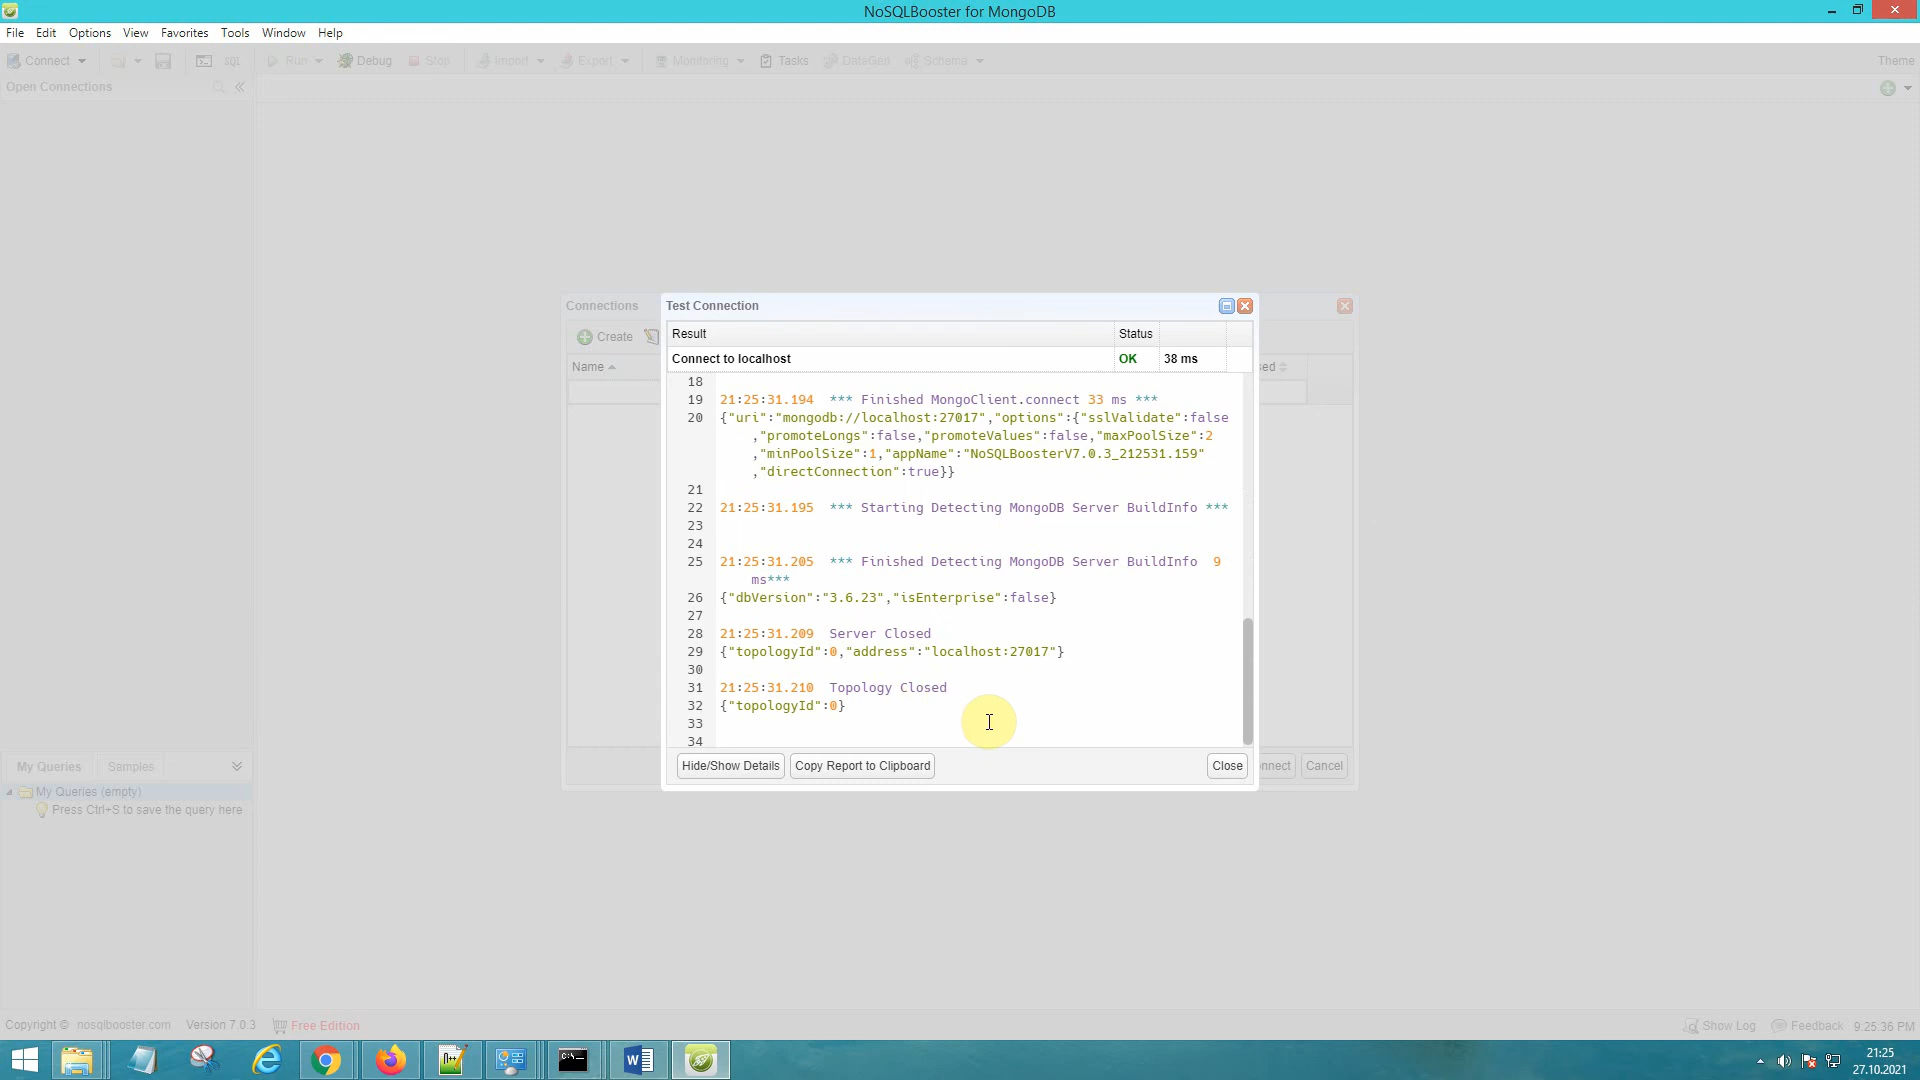 NoSQLBooster for MongoDB
File Edit Options View Favorites Tools Window Help
Connect SQL Run Debug Stop Import Export Monitoring Tasks DataGen Schema Theme
Open Connections
Connections
Test Connection
Create
Result Status
Name
Connect to localhost OK 38 ms
18
19 21:25:31.194 *** Finished MongoClient.connect 33 ms ***
20 {"uri":"mongodb://localhost:27017","options":{"sslValidate":false
,"promoteLongs":false,"promoteValues":false,"maxPoolSize":2
,"minPoolSize":1,"appName":"NoSQLBoosterV7.0.3_212531.159"
,"directConnection":true}}
21
22 21:25:31.195 *** Starting Detecting MongoDB Server BuildInfo ***
23
24
25 21:25:31.205 *** Finished Detecting MongoDB Server BuildInfo 9
ms***
26 {"dbVersion":"3.6.23","isEnterprise":false}
27
28 21:25:31.209 Server Closed
29 {"topologyId":0,"address":"localhost:27017"}
30
31 21:25:31.210 Topology Closed
32 {"topologyId":0}
33
34
Hide/Show Details Copy Report to Clipboard Close nnect Cancel
My Queries Samples
My Queries (empty)
Press Ctrl+S to save the query here
Copyright © nosqlbooster.com Version 7.0.3 Free Edition Show Log Feedback 9:25:36 PM
21:25
27.10.2021